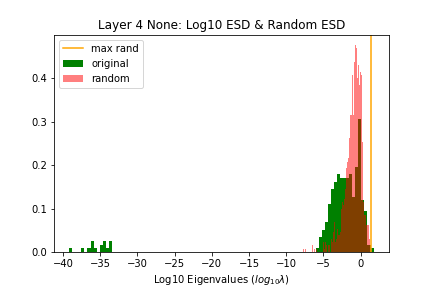 Layer 4 None: Log10 ESD & Random ESD
max rand
original
random
0.4
0.3
0.2
0.1
0.0
−40 −35 −30 −25 −20 −15 −10 −5 0
Log10 Eigenvalues (log₁₀λ)